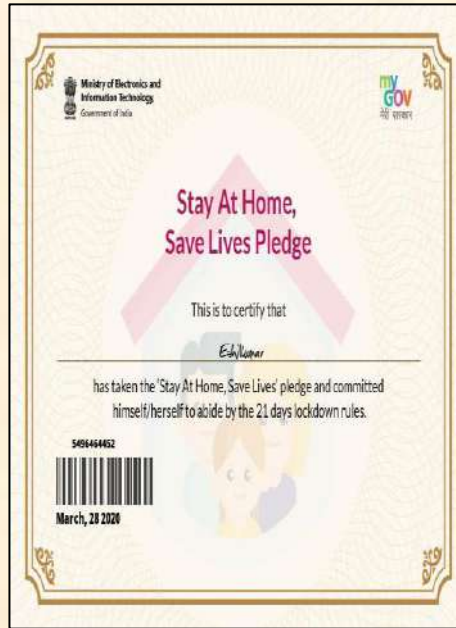 Ministry of Electronics and
Information Technology,
Government of India
my
GOV
मेरी सरकार
Stay At Home,
Save Lives Pledge
This is to certify that
has taken the 'Stay At Home, Save Lives' pledge and committed
himself/herself to abide by the 21 days lockdown rules.
5496464452
March, 28 2020